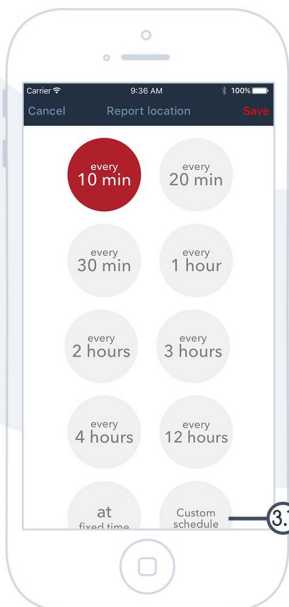 Carrier 9:36 AM 100%
Cancel Report location Save
every
10 min
every
20 min
every
30 min
every
1 hour
every
2 hours
every
3 hours
every
4 hours
every
12 hours
at
fixed time
Custom
schedule